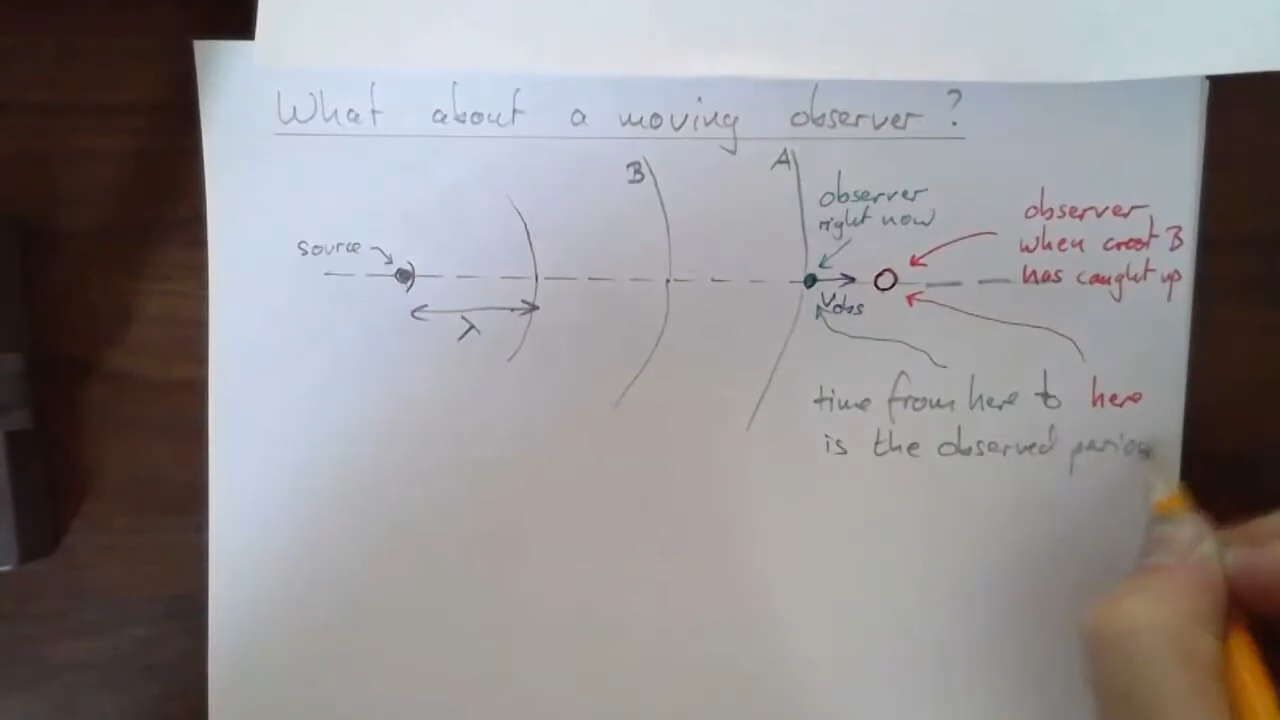 What about a moving observer?
B
A
source
λ
observer
right now
Vobs
observer
when crest B
has caught up
time from here to here
is the observed period